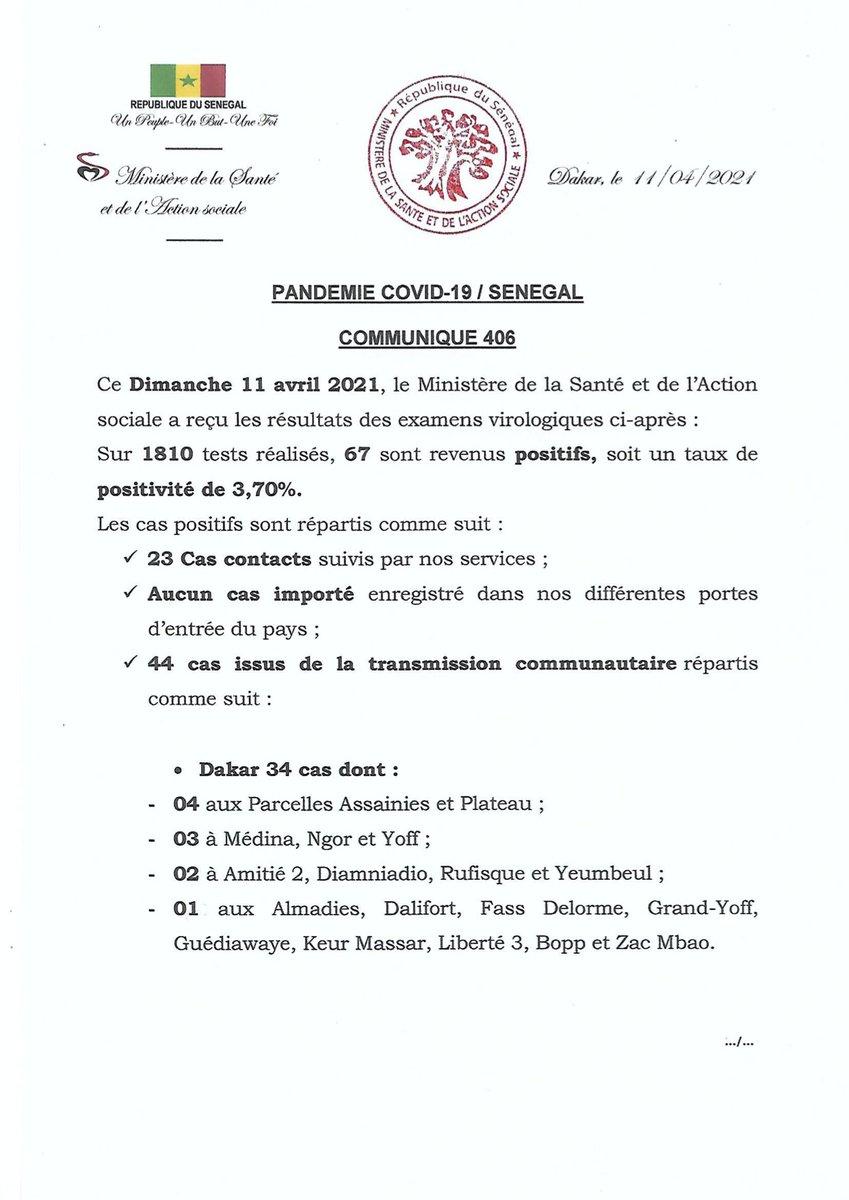 REPUBLIQUE DU SENEGAL
Un Peuple-Un But-Une Foi
Ministère de la Santé
et de l'Action sociale
★ République du Sénégal ★
MINISTÈRE DE LA SANTE ET DE L'ACTION SOCIALE
Dakar, le 11/04/2021
PANDEMIE COVID-19 / SENEGAL
COMMUNIQUE 406
Ce Dimanche 11 avril 2021, le Ministère de la Santé et de l'Action
sociale a reçu les résultats des examens virologiques ci-après :
Sur 1810 tests réalisés, 67 sont revenus positifs, soit un taux de
positivité de 3,70%.
Les cas positifs sont répartis comme suit :
✓ 23 Cas contacts suivis par nos services ;
✓ Aucun cas importé enregistré dans nos différentes portes
d'entrée du pays ;
✓ 44 cas issus de la transmission communautaire répartis
comme suit :
• Dakar 34 cas dont :
- 04 aux Parcelles Assainies et Plateau ;
- 03 à Médina, Ngor et Yoff ;
- 02 à Amitié 2, Diamniadio, Rufisque et Yeumbeul ;
- 01 aux Almadies, Dalifort, Fass Delorme, Grand-Yoff,
Guédiawaye, Keur Massar, Liberté 3, Bopp et Zac Mbao.
.../...